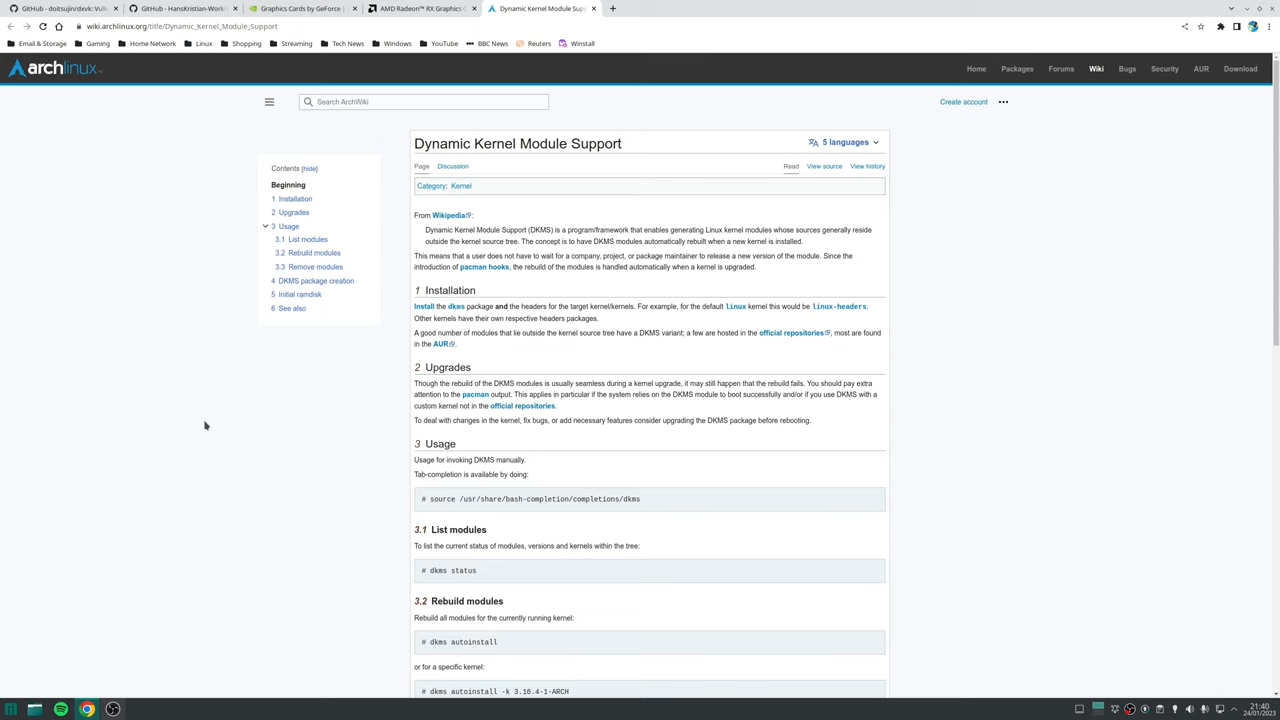 GitHub - doitsujin/dxvk: Vulk
GitHub - HansKristian-Work
Graphics Cards by GeForce |
AMD Radeon™ RX Graphics C
Dynamic Kernel Module Supp
wiki.archlinux.org/title/Dynamic_Kernel_Module_Support
Email & Storage
Gaming
Home Network
Linux
Shopping
Streaming
Tech News
Windows
YouTube
BBC News
Reuters
Winstall
archlinux
Home
Packages
Forums
Wiki
Bugs
Security
AUR
Download
Search ArchWiki
Create account
Contents [hide]
Beginning
1 Installation
2 Upgrades
3 Usage
3.1 List modules
3.2 Rebuild modules
3.3 Remove modules
4 DKMS package creation
5 Initial ramdisk
6 See also
Dynamic Kernel Module Support
5 languages
Page
Discussion
Read
View source
View history
Category: Kernel
From Wikipedia:
Dynamic Kernel Module Support (DKMS) is a program/framework that enables generating Linux kernel modules whose sources generally reside
outside the kernel source tree. The concept is to have DKMS modules automatically rebuilt when a new kernel is installed.
This means that a user does not have to wait for a company, project, or package maintainer to release a new version of the module. Since the
introduction of pacman hooks, the rebuild of the modules is handled automatically when a kernel is upgraded.
1 Installation
Install the dkms package and the headers for the target kernel/kernels. For example, for the default linux kernel this would be linux-headers.
Other kernels have their own respective headers packages.
A good number of modules that lie outside the kernel source tree have a DKMS variant; a few are hosted in the official repositories, most are found
in the AUR.
2 Upgrades
Though the rebuild of the DKMS modules is usually seamless during a kernel upgrade, it may still happen that the rebuild fails. You should pay extra
attention to the pacman output. This applies in particular if the system relies on the DKMS module to boot successfully and/or if you use DKMS with a
custom kernel not in the official repositories.
To deal with changes in the kernel, fix bugs, or add necessary features consider upgrading the DKMS package before rebooting.
3 Usage
Usage for invoking DKMS manually.
Tab-completion is available by doing:
# source /usr/share/bash-completion/completions/dkms
3.1 List modules
To list the current status of modules, versions and kernels within the tree:
# dkms status
3.2 Rebuild modules
Rebuild all modules for the currently running kernel:
# dkms autoinstall
or for a specific kernel:
# dkms autoinstall -k 3.16.4-1-ARCH
21:40
24/01/2023